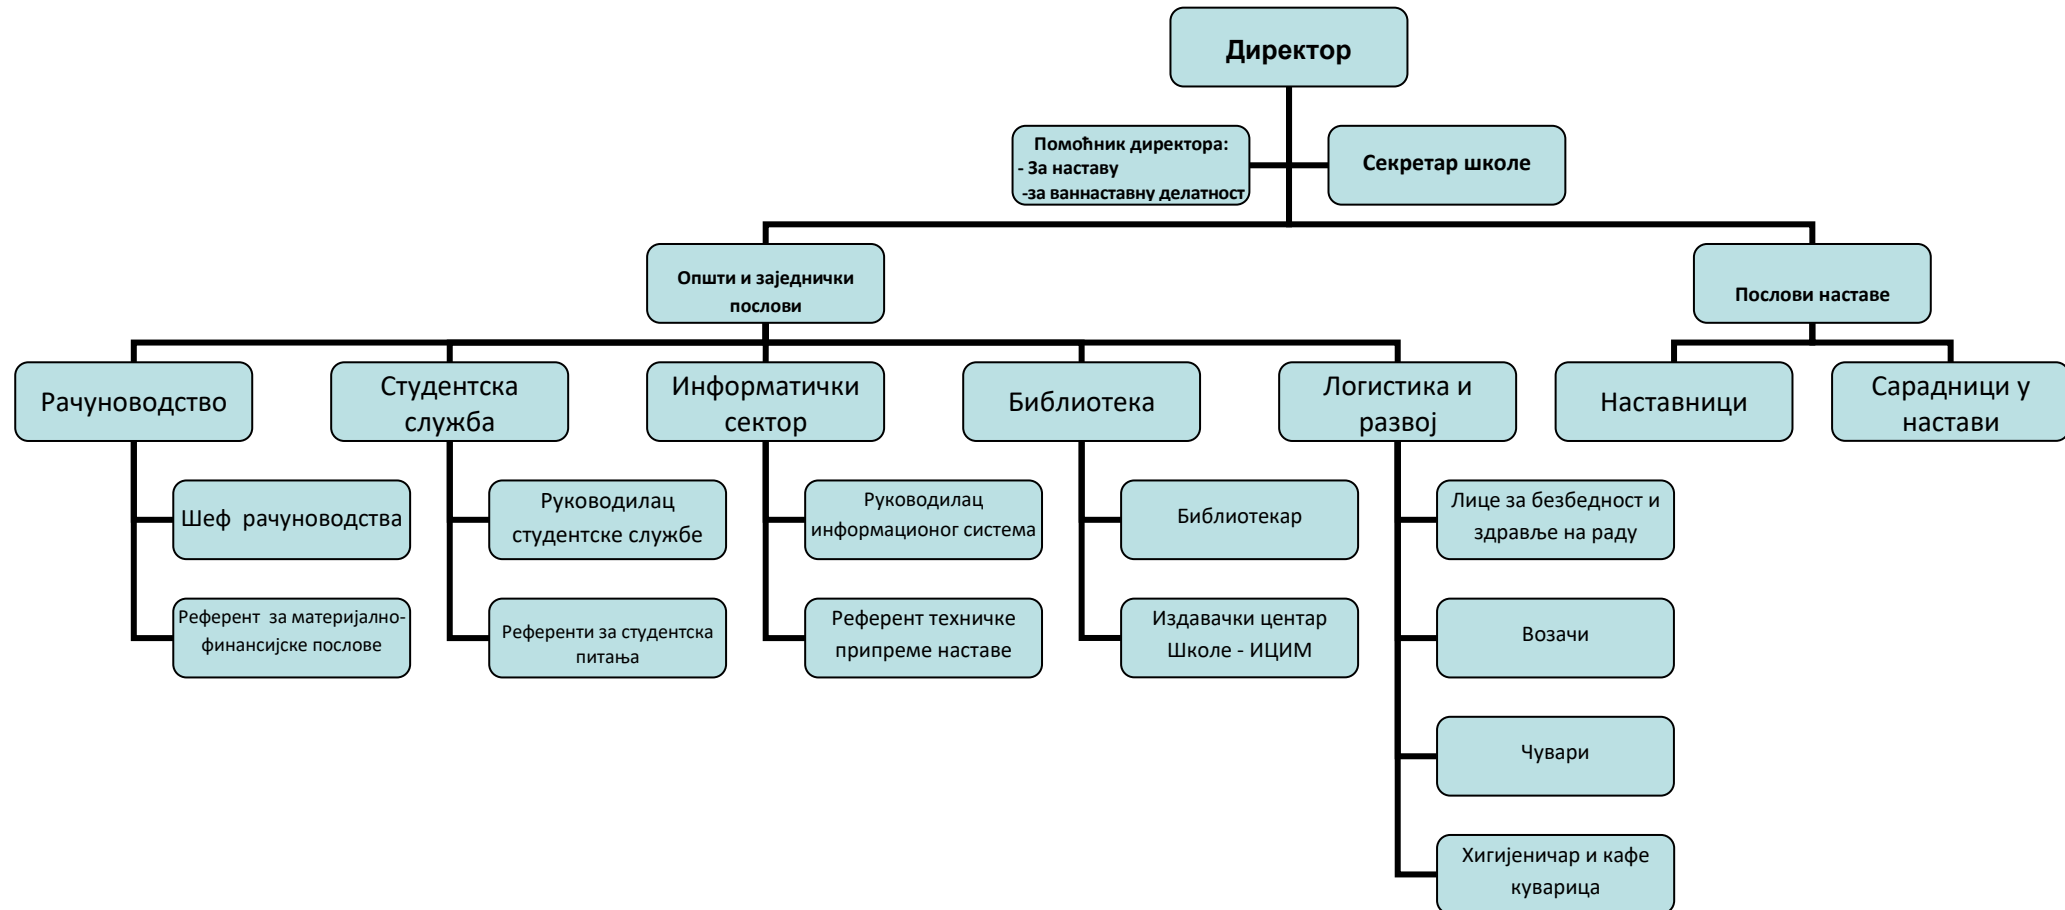 Директор
Помоћник директора:
- За наставу
-за ваннаставну делатност
Секретар школе
Општи и заједнички
послови
Послови наставе
Рачуноводство
Студентска
служба
Информатички
сектор
Библиотека
Логистика и
развој
Наставници
Сарадници у
настави
Шеф рачуноводства
Руководилац
студентске службе
Руководилац
информационог система
Библиотекар
Лице за безбедност и
здравље на раду
Референт за материјално-
финансијске послове
Референти за студентска
питања
Референт техничке
припреме наставе
Издавачки центар
Школе - ИЦИМ
Возачи
Чувари
Хигијеничар и кафе
куварица